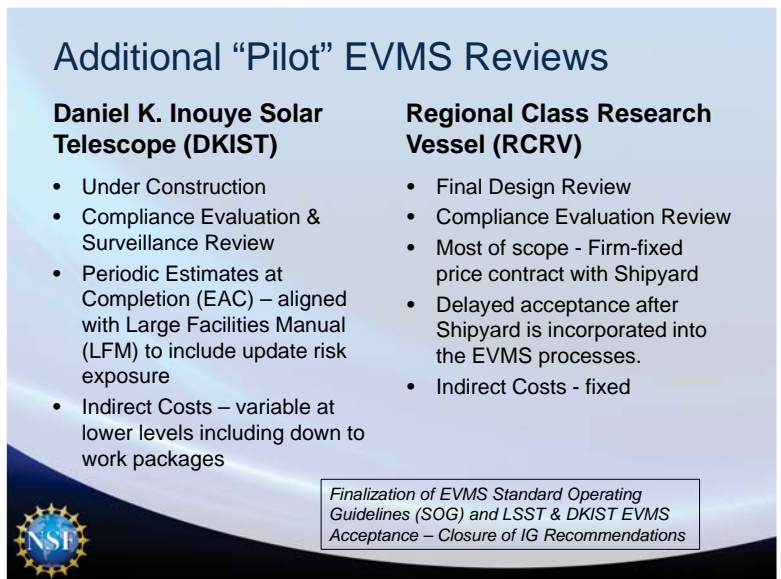 Additional “Pilot” EVMS Reviews
Daniel K. Inouye Solar
Telescope (DKIST)
• Under Construction
• Compliance Evaluation &
Surveillance Review
• Periodic Estimates at
Completion (EAC) – aligned
with Large Facilities Manual
(LFM) to include update risk
exposure
• Indirect Costs – variable at
lower levels including down to
work packages
Regional Class Research
Vessel (RCRV)
• Final Design Review
• Compliance Evaluation Review
• Most of scope - Firm-fixed
price contract with Shipyard
• Delayed acceptance after
Shipyard is incorporated into
the EVMS processes.
• Indirect Costs - fixed
Finalization of EVMS Standard Operating
Guidelines (SOG) and LSST & DKIST EVMS
Acceptance – Closure of IG Recommendations
NSF